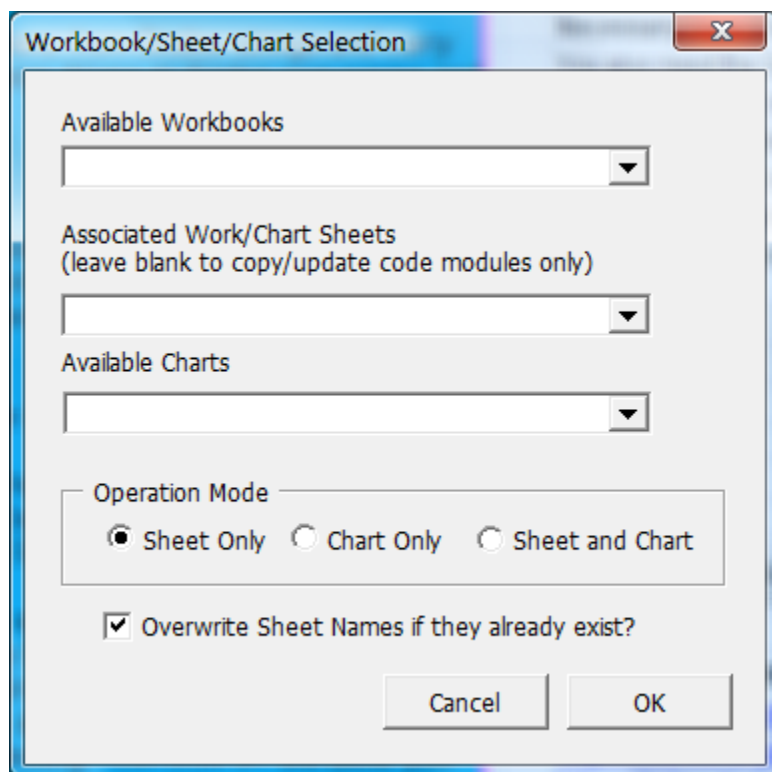 Workbook/Sheet/Chart Selection
Available Workbooks
Associated Work/Chart Sheets
(leave blank to copy/update code modules only)
Available Charts
Operation Mode
Sheet Only Chart Only Sheet and Chart
Overwrite Sheet Names if they already exist?
Cancel OK